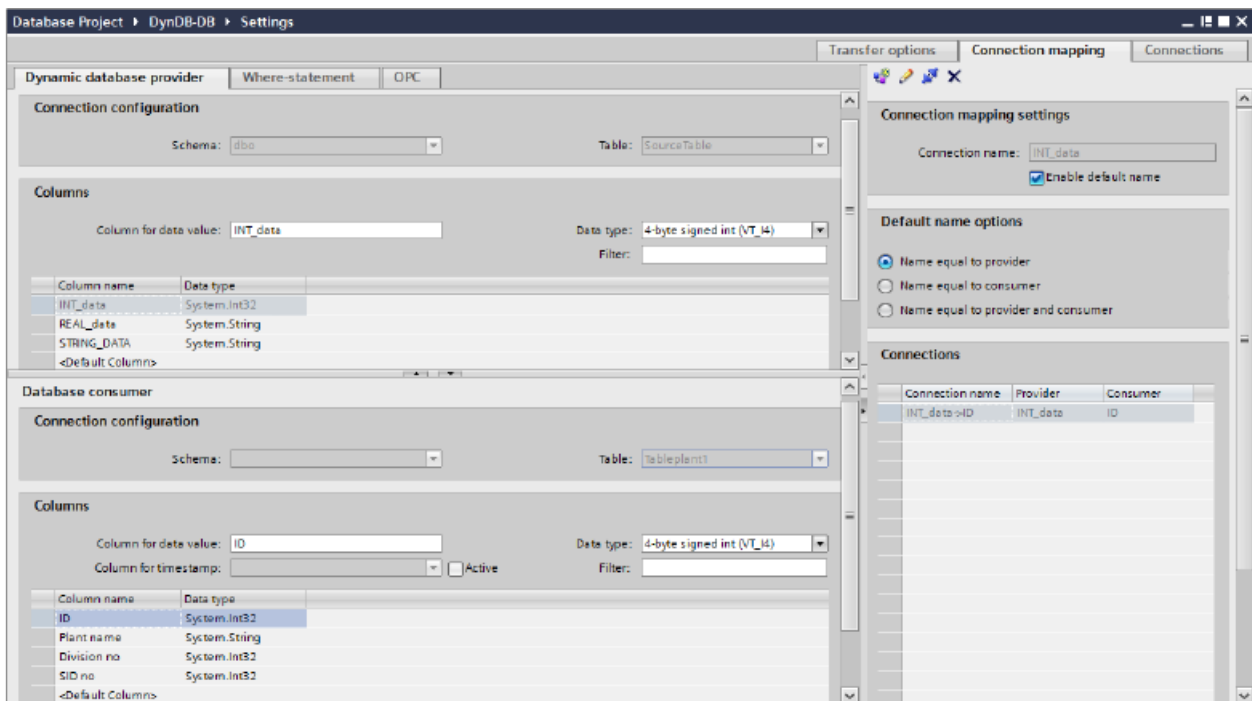 Database Project ▸ DynDB-DB ▸ Settings
Transfer options Connection mapping Connections
Dynamic database provider Where-statement OPC
Connection configuration
Schema: dbo Table: SourceTable
Columns
Column for data value: INT_data Data type: 4-byte signed int (VT_I4)
Filter:
Column name Data type
INT_data System.Int32
REAL_data System.String
STRING_DATA System.String
<Default Column>
Database consumer
Connection configuration
Schema: Table: Tableplant1
Columns
Column for data value: ID Data type: 4-byte signed int (VT_I4)
Column for timestamp: Active Filter:
Column name Data type
ID System.Int32
Plant name System.String
Division no System.Int32
SID no System.Int32
<Default Column>
Connection mapping settings
Connection name: INT_data
Enable default name
Default name options
Name equal to provider
Name equal to consumer
Name equal to provider and consumer
Connections
Connection name Provider Consumer
INT_data->ID INT_data ID